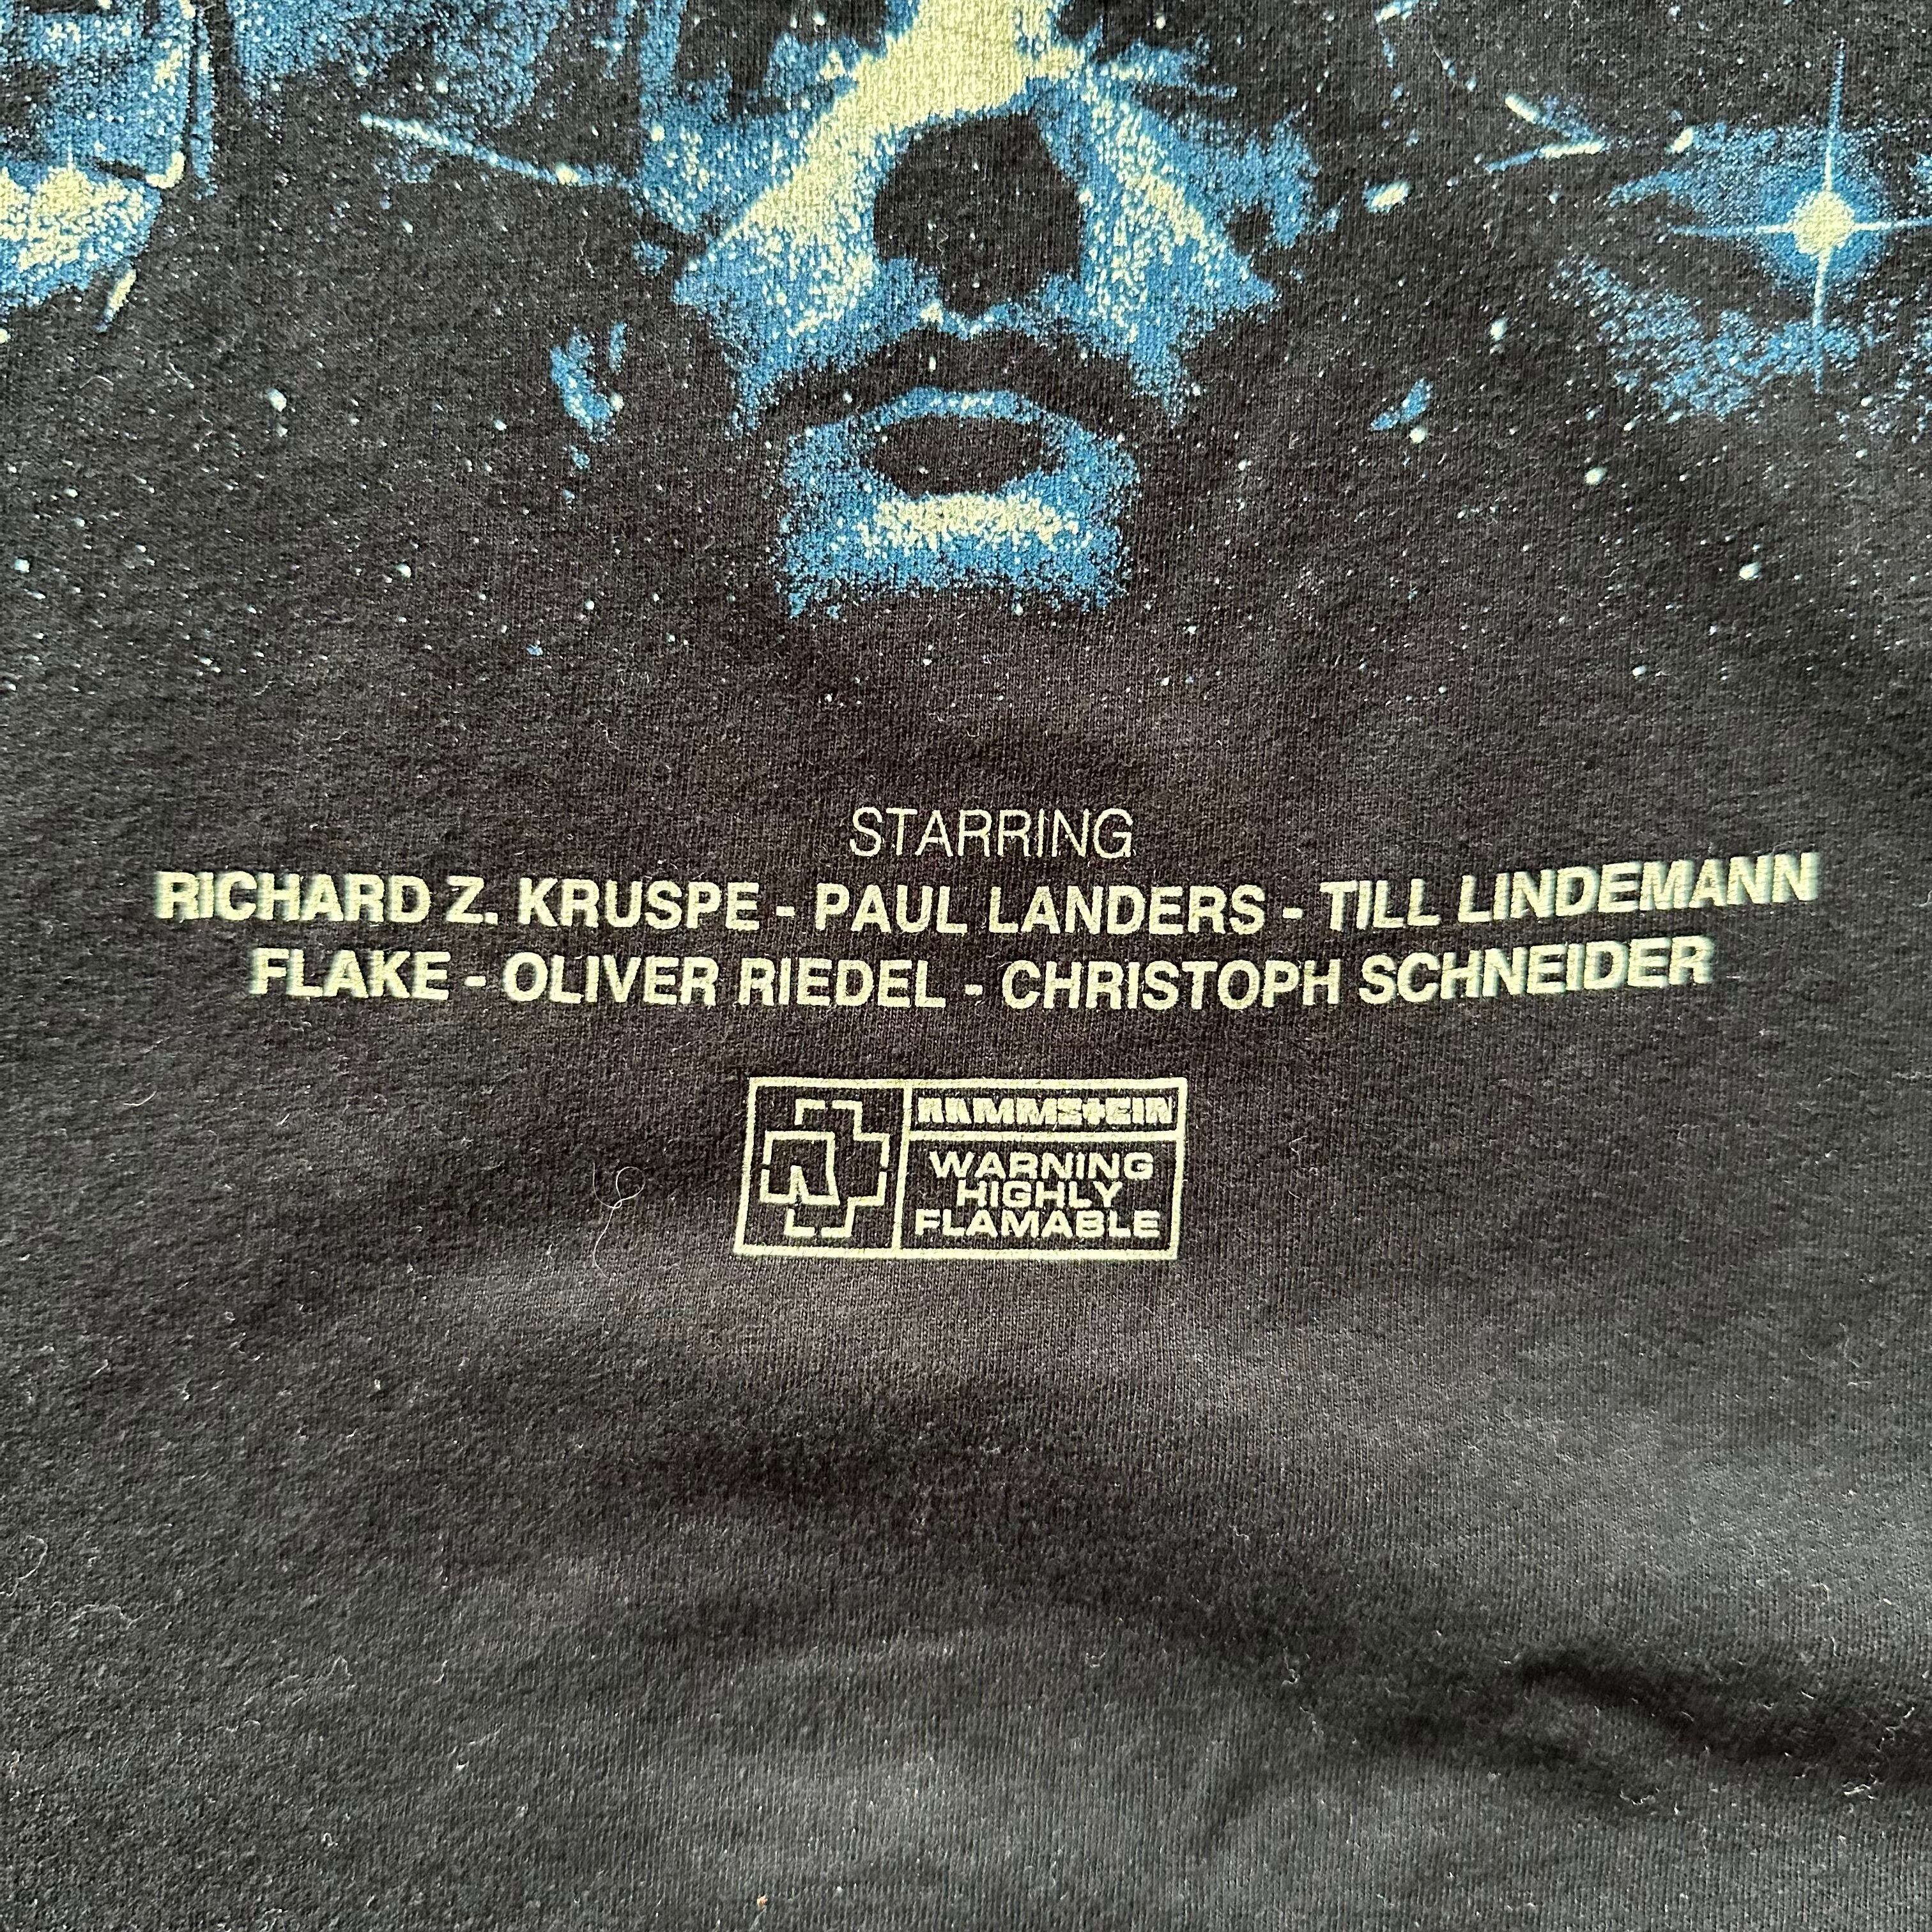 STARRING
RICHARD Z. KRUSPE - PAUL LANDERS - TILL LINDEMANN
FLAKE - OLIVER RIEDEL - CHRISTOPH SCHNEIDER
RAMMSTEIN
WARNING
HIGHLY
FLAMABLE